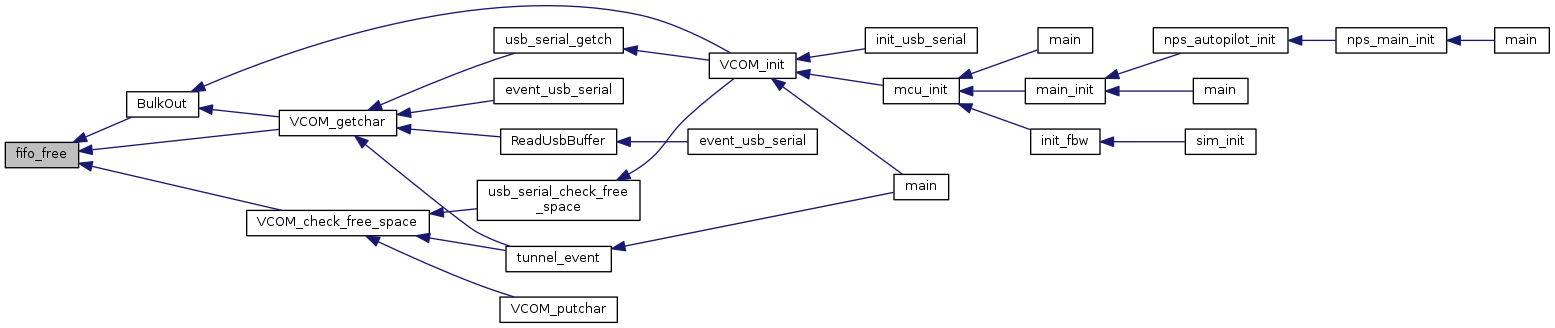 fifo_free
BulkOut
VCOM_getchar
VCOM_check_free_space
usb_serial_getch
event_usb_serial
ReadUsbBuffer
usb_serial_check_free
_space
tunnel_event
VCOM_putchar
VCOM_init
event_usb_serial
init_usb_serial
mcu_init
main
main
main_init
init_fbw
nps_autopilot_init
main
sim_init
nps_main_init
main